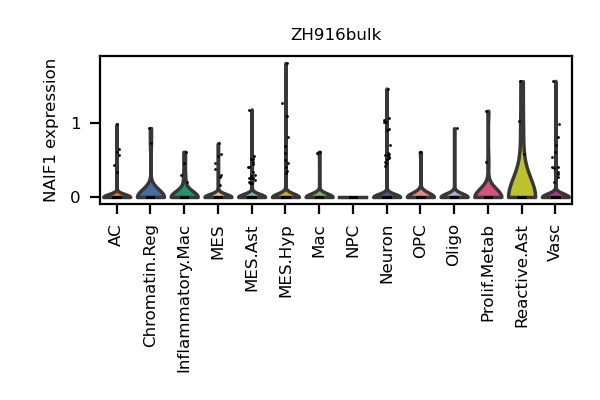 ZH916bulk
NAIF1 expression
1
0
AC
Chromatin.Reg
Inflammatory.Mac
MES
MES.Ast
MES.Hyp
Mac
NPC
Neuron
OPC
Oligo
Prolif.Metab
Reactive.Ast
Vasc